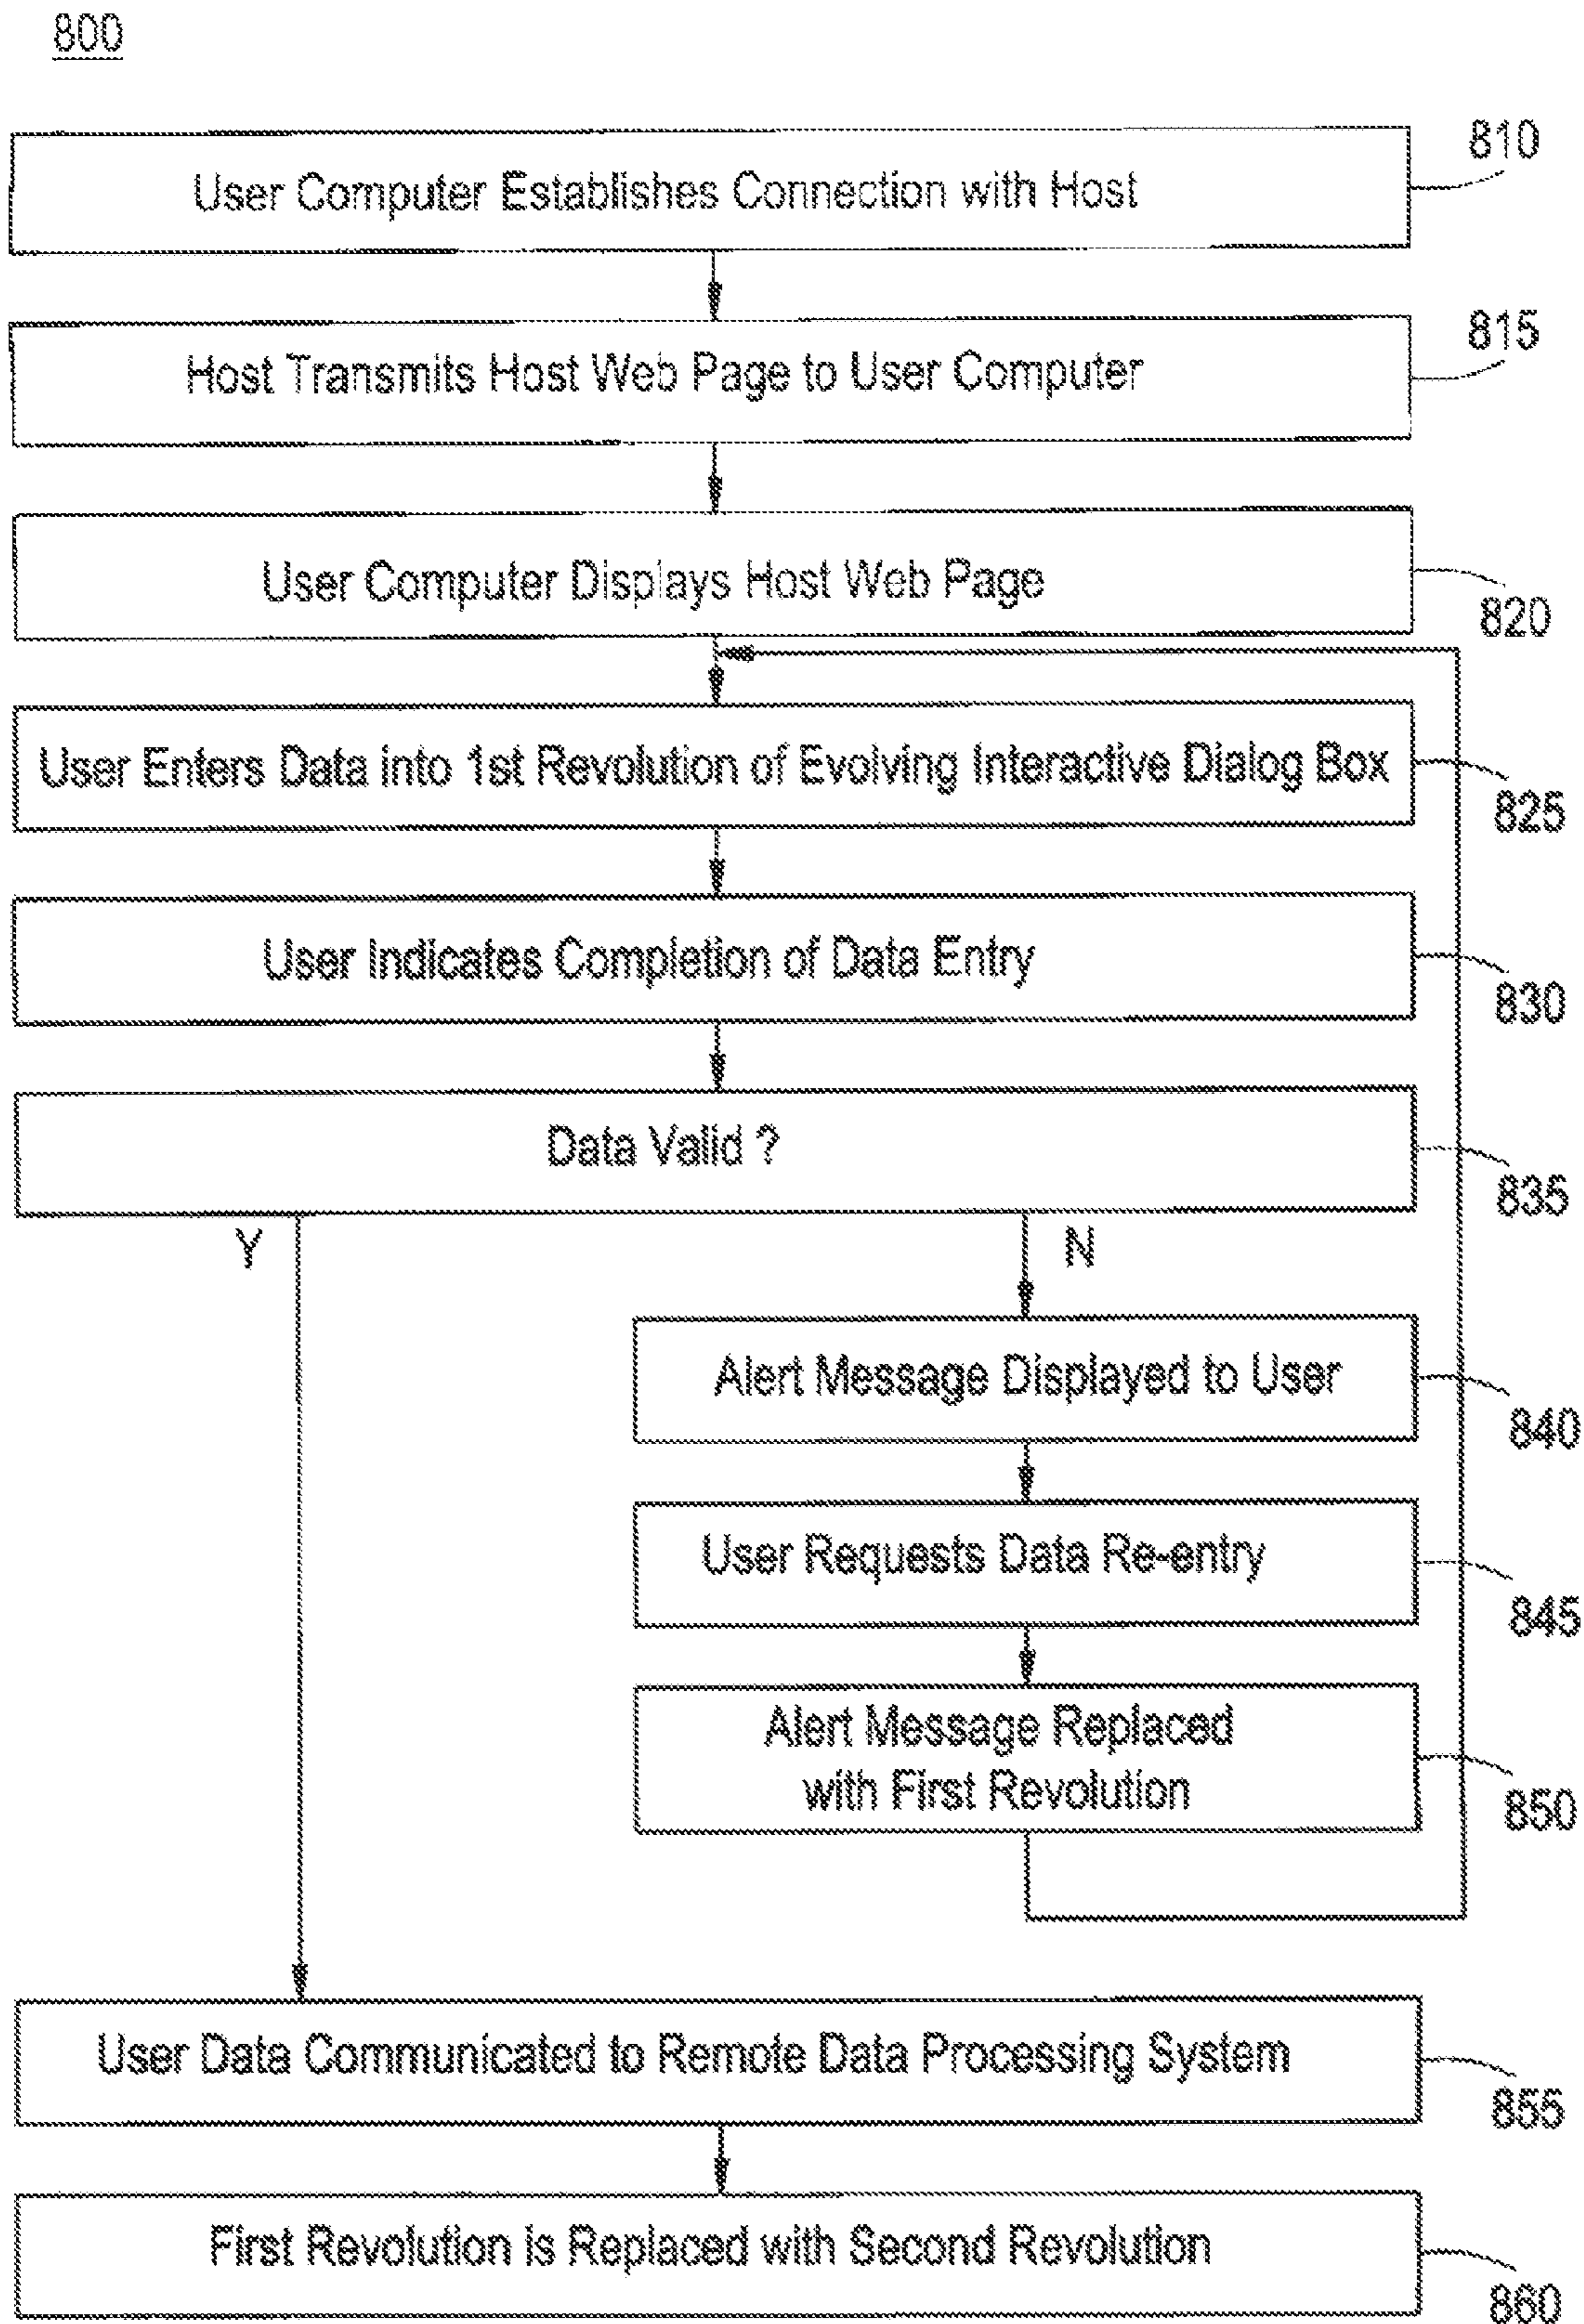 800
User Computer Establishes Connection with Host
810
Host Transmits Host Web Page to User Computer
815
User Computer Displays Host Web Page
820
User Enters Data into 1st Revolution of Evolving Interactive Dialog Box
825
User Indicates Completion of Data Entry
830
Data Valid ?
835
Y
N
Alert Message Displayed to User
840
User Requests Data Re-entry
845
Alert Message Replaced
with First Revolution
850
User Data Communicated to Remote Data Processing System
855
First Revolution is Replaced with Second Revolution
860